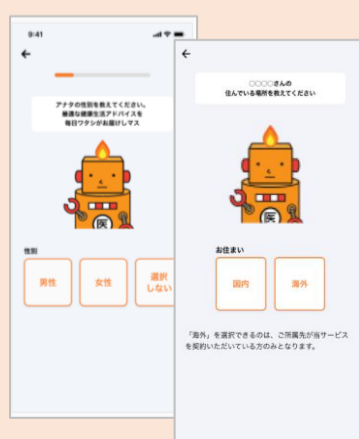 9:41
アナタの性別を教えてください。
最適な健康生活アドバイスを
毎日ワタシがお届けしマス
医
性別
男性
女性
選択
しない
○○○○さんの
住んでいる場所を教えてください
医
お住まい
国内
海外
「海外」を選択できるのは、ご所属先が当サービス
を契約いただいている方のみとなります。